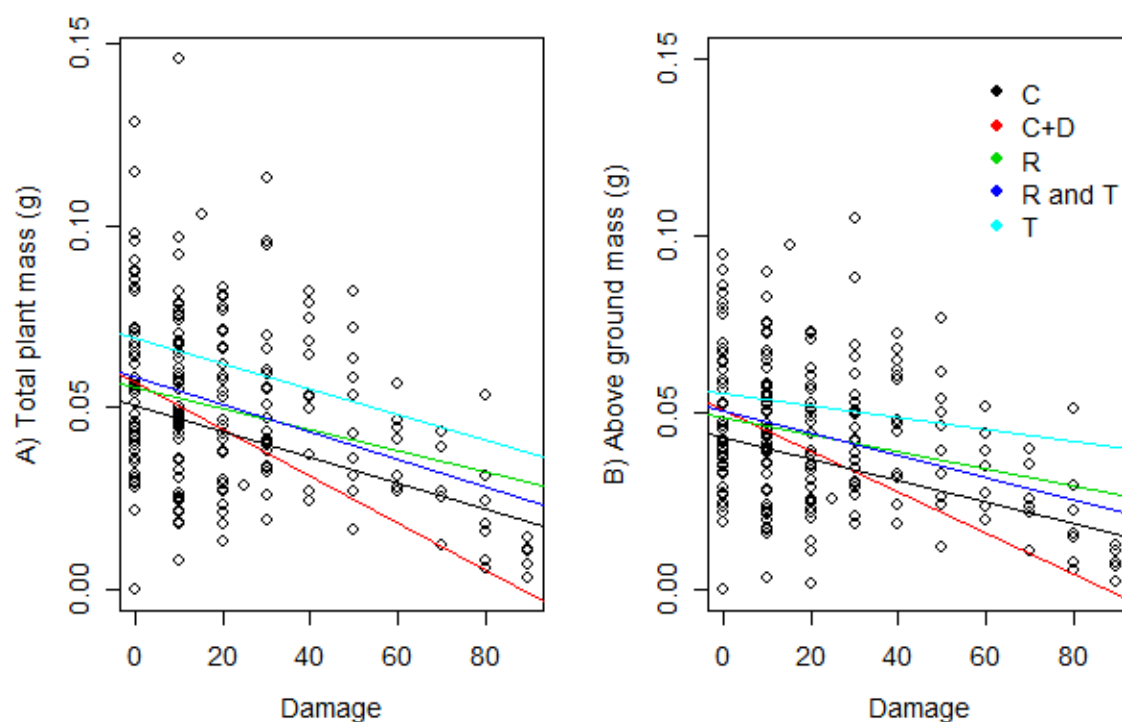 A) Total plant mass (g)
0.00
0.05
0.10
0.15
0
20
40
60
80
Damage
B) Above ground mass (g)
0.00
0.05
0.10
0.15
0
20
40
60
80
Damage
C
C+D
R
R and T
T